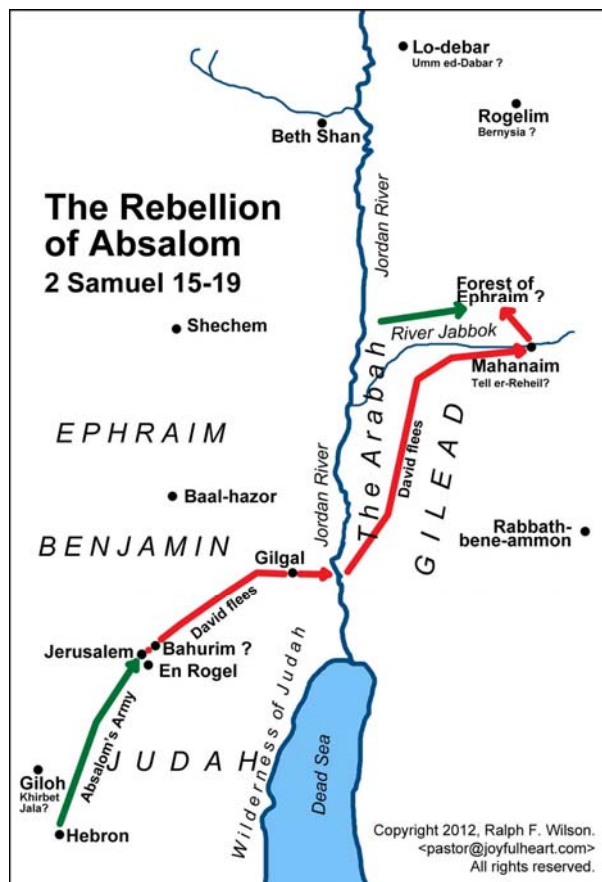 Lo-debar
Umm ed-Dabar ?
Rogelim
Bernysia ?
Beth Shan
The Rebellion
of Absalom
2 Samuel 15-19
Jordan River
Forest of
Ephraim ?
Shechem
River Jabbok
Mahanaim
Tell er-Reheil?
The Arabah
EPHRAIM
David flees
GILEAD
Baal-hazor
Jordan River
Rabbath-
bene-ammon
BENJAMIN
Gilgal
David flees
Jerusalem
Bahurim ?
En Rogel
Wilderness of Judah
Absalom's Army
JUDAH
Dead Sea
Giloh
Khirbet
Jala?
Hebron
Copyright 2012, Ralph F. Wilson.
<pastor@joyfulheart.com>
All rights reserved.